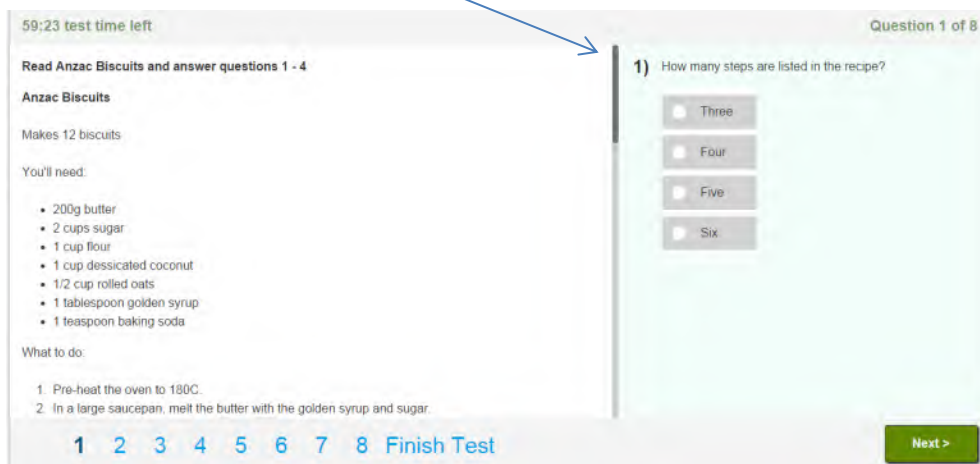 59:23 test time left
Question 1 of 8
Read Anzac Biscuits and answer questions 1 - 4
Anzac Biscuits
Makes 12 biscuits
You'll need:
• 200g butter
• 2 cups sugar
• 1 cup flour
• 1 cup dessicated coconut
• 1/2 cup rolled oats
• 1 tablespoon golden syrup
• 1 teaspoon baking soda
What to do:
1. Pre-heat the oven to 180C.
2. In a large saucepan, melt the butter with the golden syrup and sugar.
1) How many steps are listed in the recipe?
Three
Four
Five
Six
1 2 3 4 5 6 7 8 Finish Test
Next >